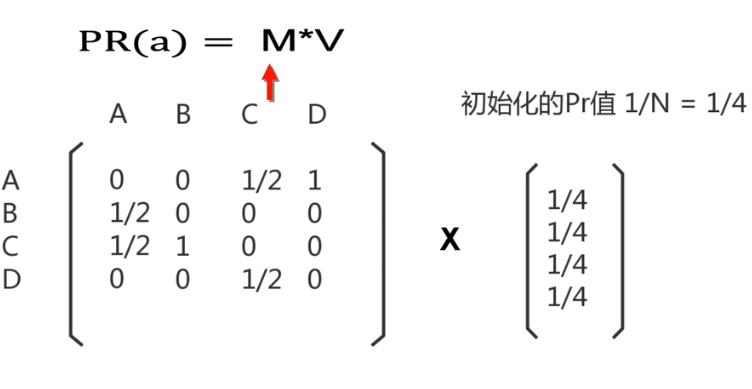 PR(a) = M*V
初始化的Pr值 1/N = 1/4
A B C D
A 0 0 1/2 1
B 1/2 0 0 0
C 1/2 1 0 0
D 0 0 1/2 0
X
1/4
1/4
1/4
1/4